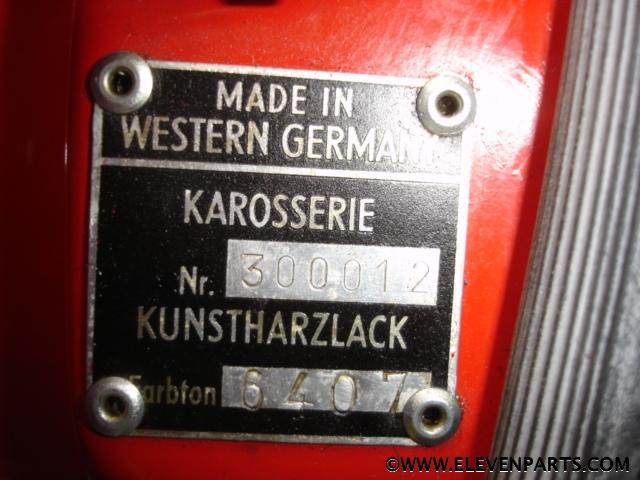 MADE IN
WESTERN GERMANY
KAROSSERIE
Nr. 300012
KUNSTHARZLACK
Farbton 6407
©WWW.ELEVENPARTS.COM